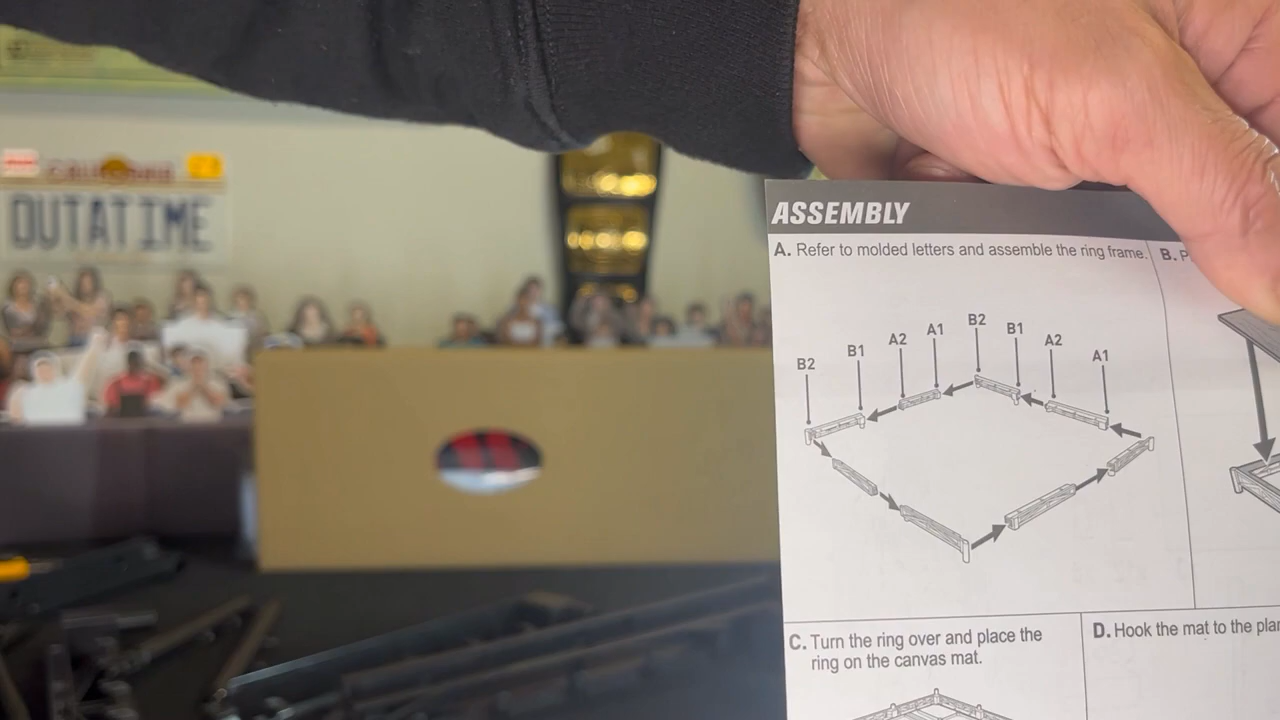 OUTATIME
ASSEMBLY
A. Refer to molded letters and assemble the ring frame.
B. P
B2 B1 A2 A1 B2 B1 A2 A1
C. Turn the ring over and place the
ring on the canvas mat.
D. Hook the mat to the pla